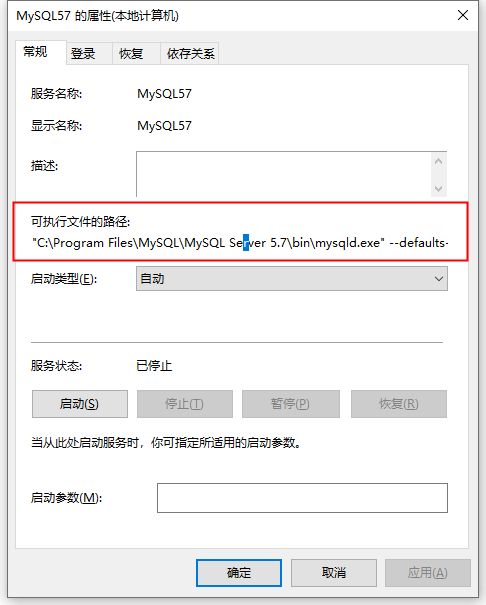 MySQL57 的属性(本地计算机)
常规 登录 恢复 依存关系
服务名称: MySQL57
显示名称: MySQL57
描述:
可执行文件的路径:
"C:\Program Files\MySQL\MySQL Server 5.7\bin\mysqld.exe" --defaults-
启动类型(E): 自动
服务状态: 已停止
启动(S) 停止(T) 暂停(P) 恢复(R)
当从此处启动服务时，你可指定所适用的启动参数。
启动参数(M):
确定 取消 应用(A)